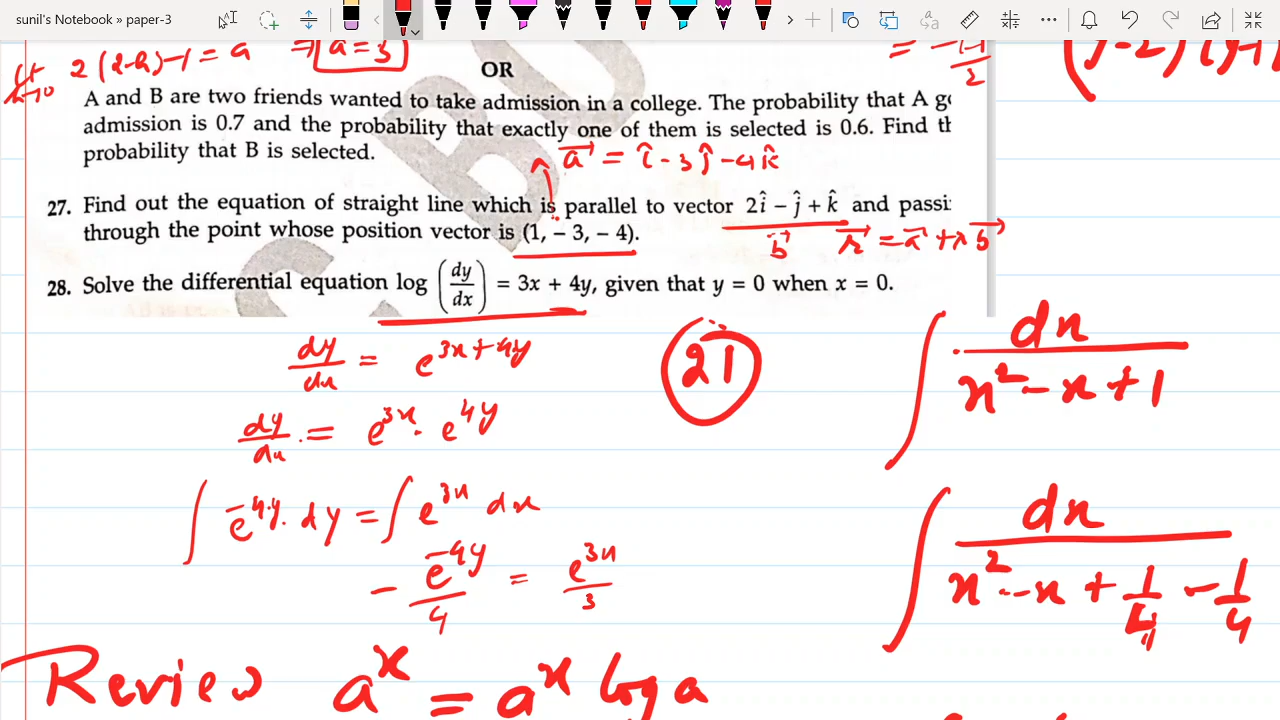 sunil's Notebook » paper-3
2(2-h)-1 = a ⇒ a = 3
lt
h→0
OR
A and B are two friends wanted to take admission in a college. The probability that A g
admission is 0.7 and the probability that exactly one of them is selected is 0.6. Find th
probability that B is selected.
a⃗ = î - 3ĵ - 4k̂
27. Find out the equation of straight line which is parallel to vector 2î − ĵ + k̂ and passi
through the point whose position vector is (1, − 3, − 4).
b⃗ r⃗ = a⃗ + λb⃗
28. Solve the differential equation log (dy/dx) = 3x + 4y, given that y = 0 when x = 0.
dy/dx = e^(3x+4y)
21
∫ dx/(x² - x + 1)
dy/dx = e^(3x) · e^(4y)
∫ e^(-4y) · dy = ∫ e^(3x) dx
∫ dx/(x² - x + 1/4 - 1/4
- e^(-4y)/4 = e^(3x)/3
Review a^x = a^x log a